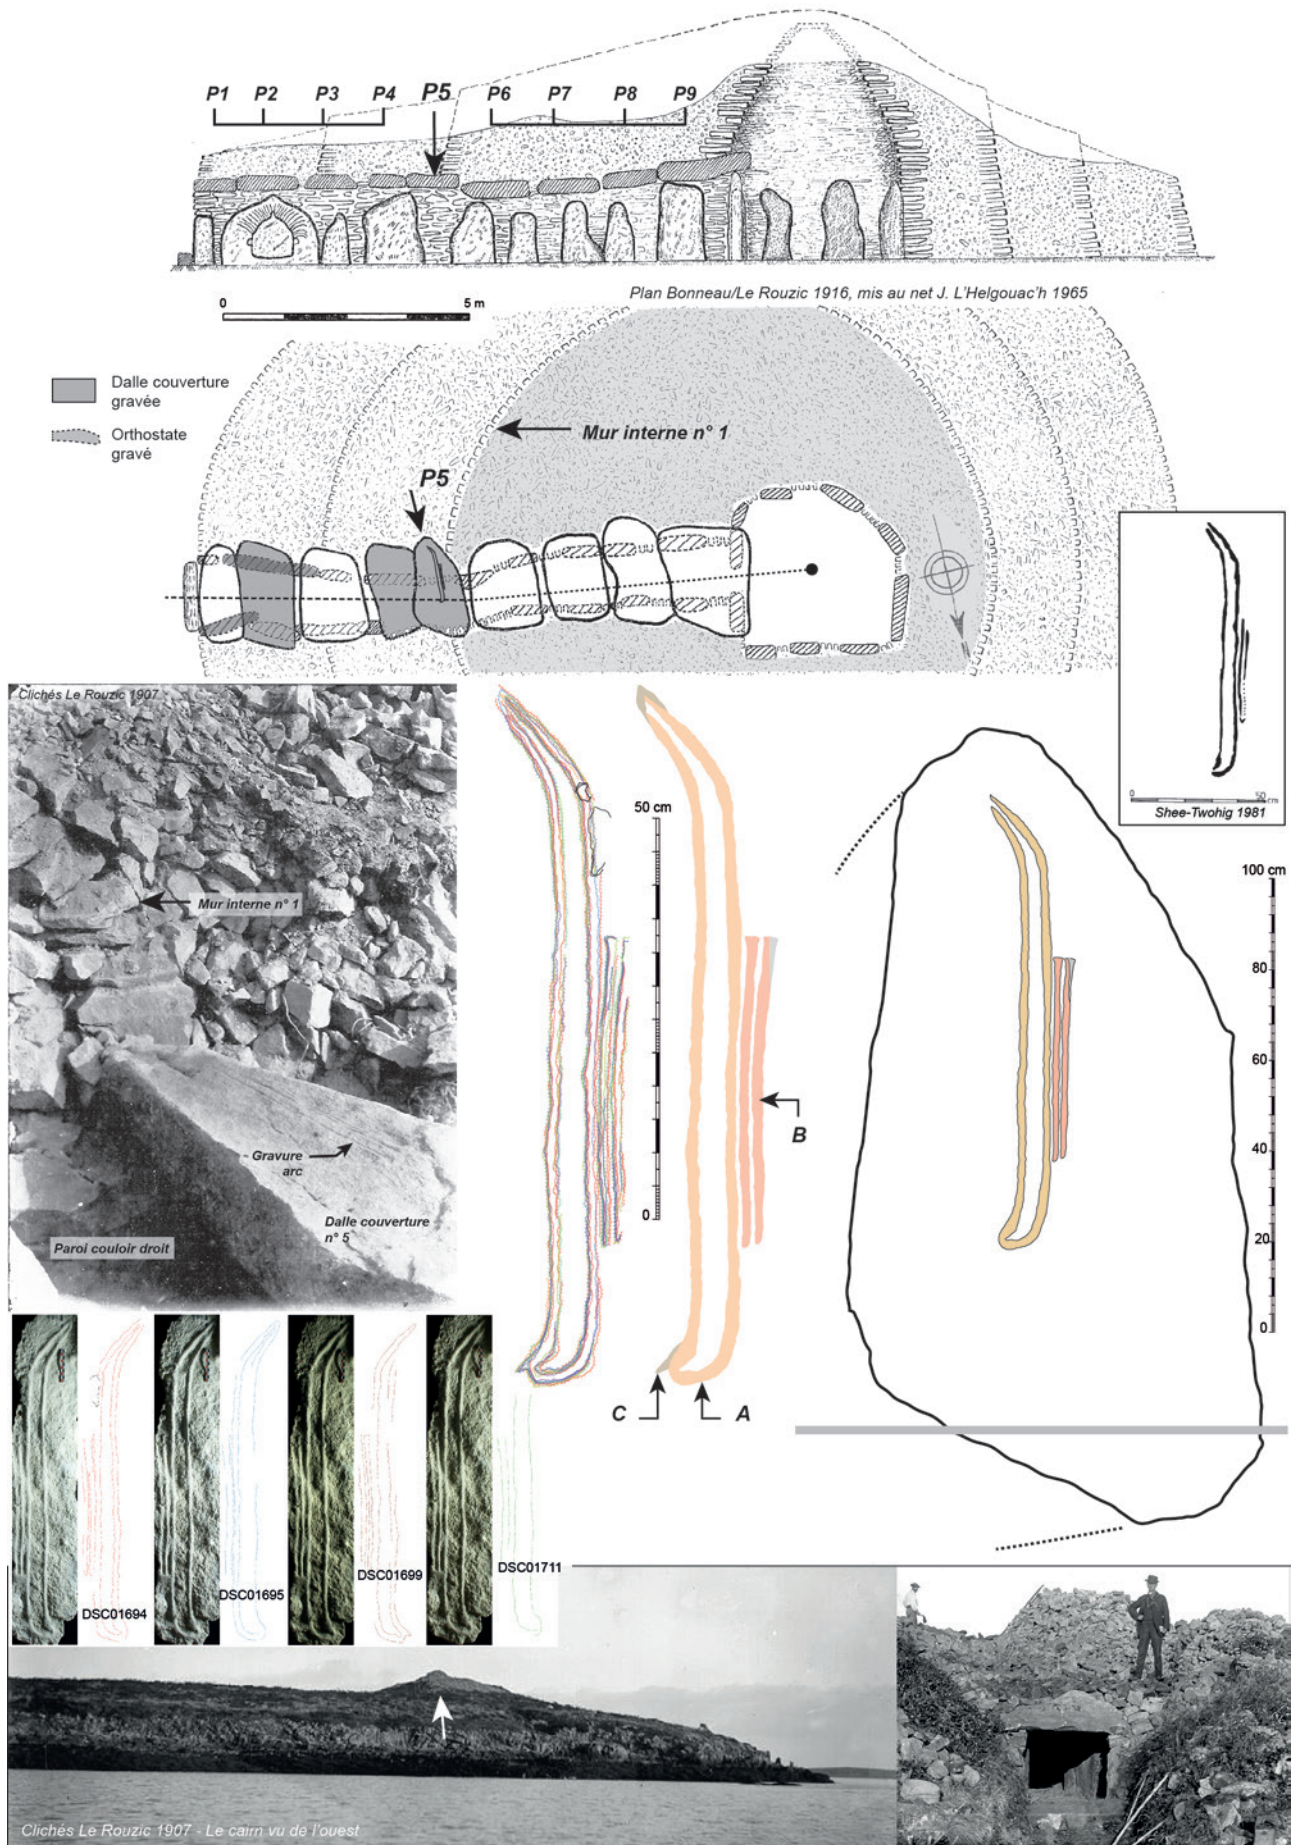 P1 P2 P3 P4 P5 P6 P7 P8 P9
0 5 m
Plan Bonneau/Le Rouzic 1916, mis au net J. L'Helgouac'h 1965
Dalle couverture
gravée
Orthostate
gravé
Mur interne n° 1
P5
N
Clichés Le Rouzic 1907
Mur interne n° 1
Gravure
arc
Dalle couverture
n° 5
Paroi couloir droit
50 cm
0
B
C
A
0 50 cm
Shee-Twohig 1981
100 cm
80
60
40
20
0
DSC01694
DSC01695
DSC01699
DSC01711
Clichés Le Rouzic 1907 - Le cairn vu de l'ouest